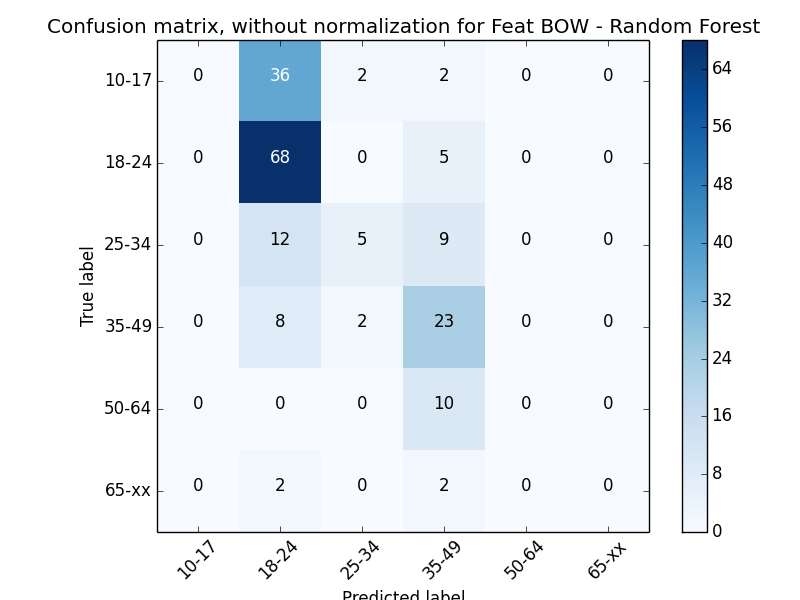 Confusion matrix, without normalization for Feat BOW - Random Forest
10-17 0 36 2 2 0 0
18-24 0 68 0 5 0 0
25-34 0 12 5 9 0 0
35-49 0 8 2 23 0 0
50-64 0 0 0 10 0 0
65-xx 0 2 0 2 0 0
True label
10-17 18-24 25-34 35-49 50-64 65-xx
Predicted label
64
56
48
40
32
24
16
8
0